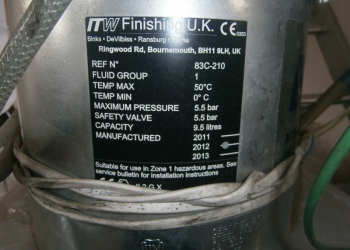 ITW Finishing U.K. CE 0303
Binks • DeVilbiss • Ransburg •
Ringwood Rd, Bournemouth, BH11 9LH, UK
REF N° 83C-210
FLUID GROUP 1
TEMP MAX 50°C
TEMP MIN 0° C
MAXIMUM PRESSURE 5.5 bar
SAFETY VALVE 5.5 bar
CAPACITY 9.5 litres
MANUFACTURED 2011
2012
2013
Suitable for use in Zone 1 hazardous areas. See
service bulletin for installation instructions